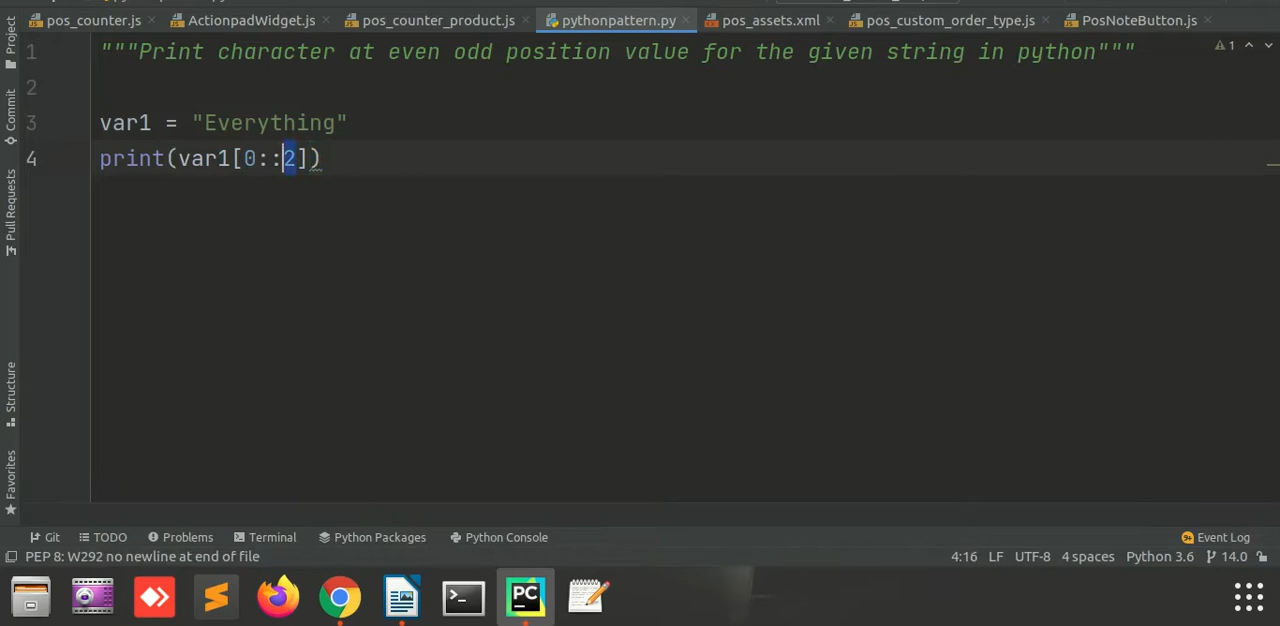 pos_counter.js ActionpadWidget.js pos_counter_product.js pythonpattern.py pos_assets.xml pos_custom_order_type.js PosNoteButton.js
Project
Commit
Pull Requests
Structure
Favorites
1 """Print character at even odd position value for the given string in python""" 1
2
3 var1 = "Everything"
4 print(var1[0::2])
Git TODO Problems Terminal Python Packages Python Console 9+ Event Log
PEP 8: W292 no newline at end of file 4:16 LF UTF-8 4 spaces Python 3.6 14.0
PC